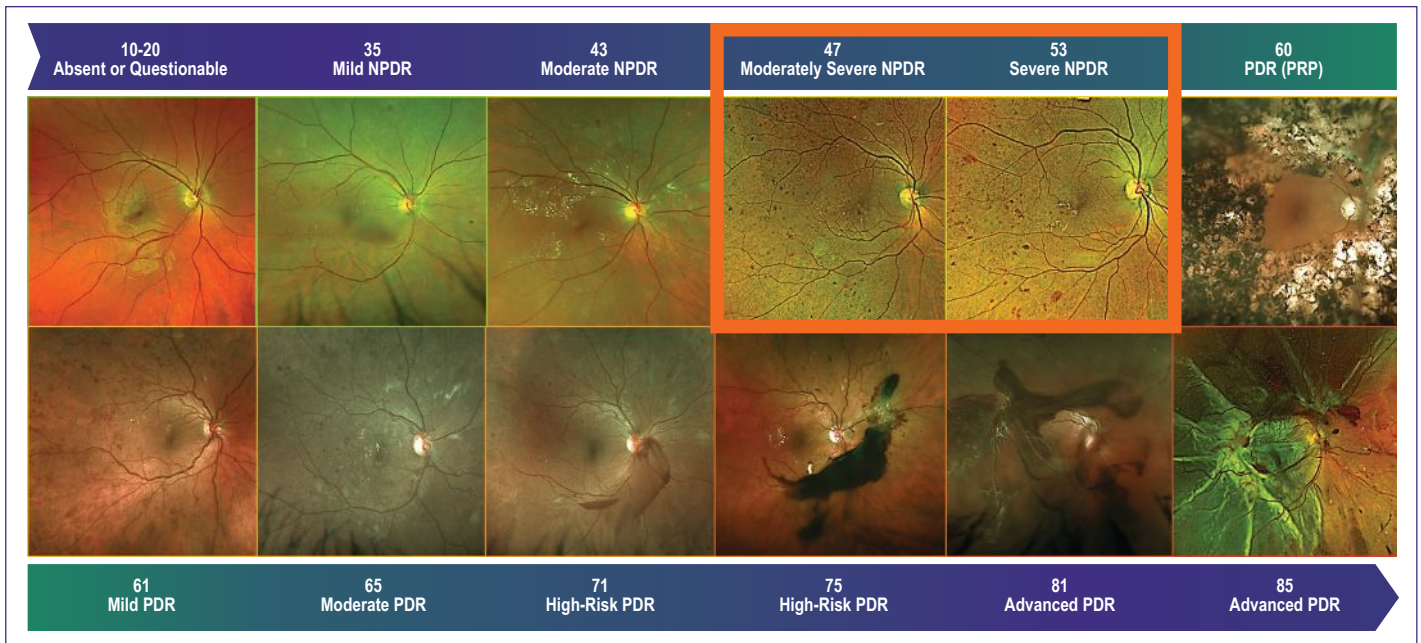 10-20
Absent or Questionable
35
Mild NPDR
43
Moderate NPDR
47
Moderately Severe NPDR
53
Severe NPDR
60
PDR (PRP)
61
Mild PDR
65
Moderate PDR
71
High-Risk PDR
75
High-Risk PDR
81
Advanced PDR
85
Advanced PDR